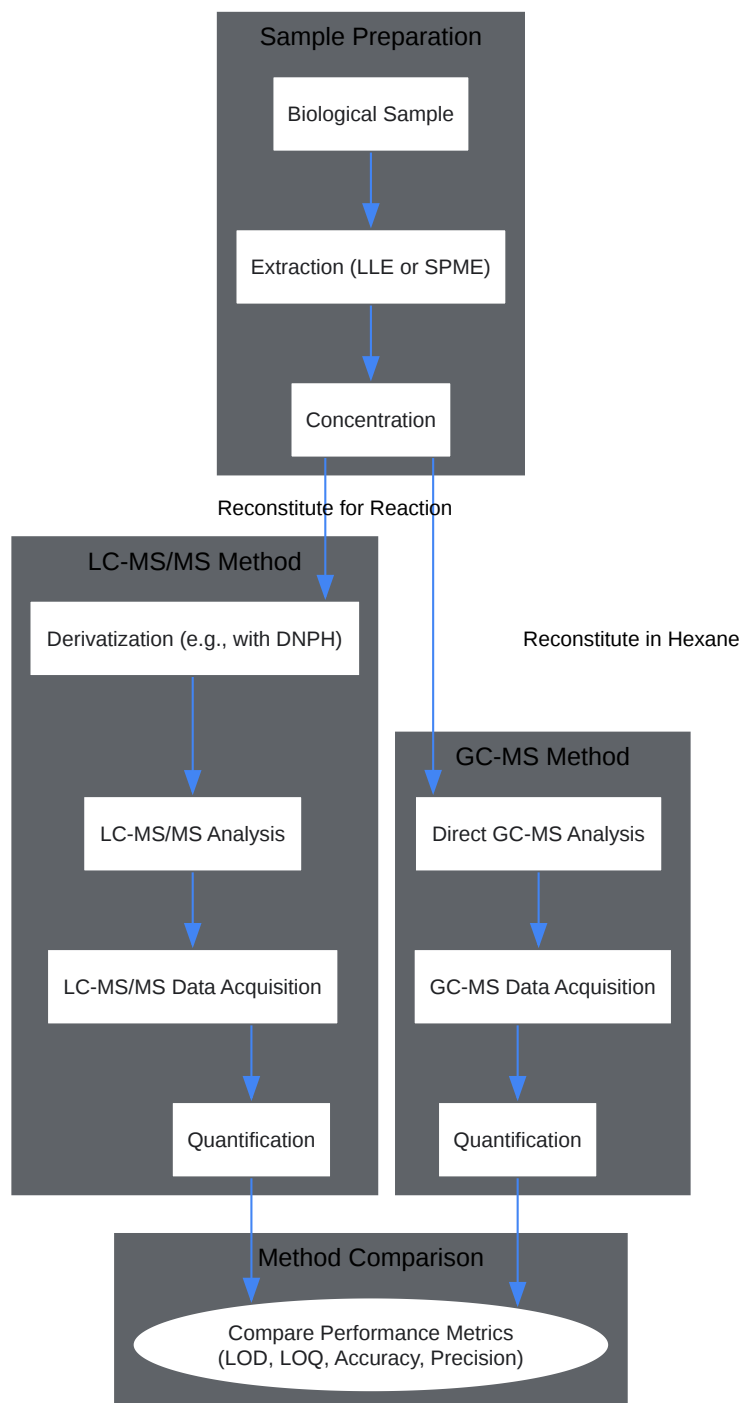 Sample Preparation
Biological Sample
Extraction (LLE or SPME)
Concentration
Reconstitute for Reaction
LC-MS/MS Method
Derivatization (e.g., with DNPH)
Reconstitute in Hexane
GC-MS Method
LC-MS/MS Analysis
Direct GC-MS Analysis
LC-MS/MS Data Acquisition
GC-MS Data Acquisition
Quantification
Quantification
Method Comparison
Compare Performance Metrics
(LOD, LOQ, Accuracy, Precision)